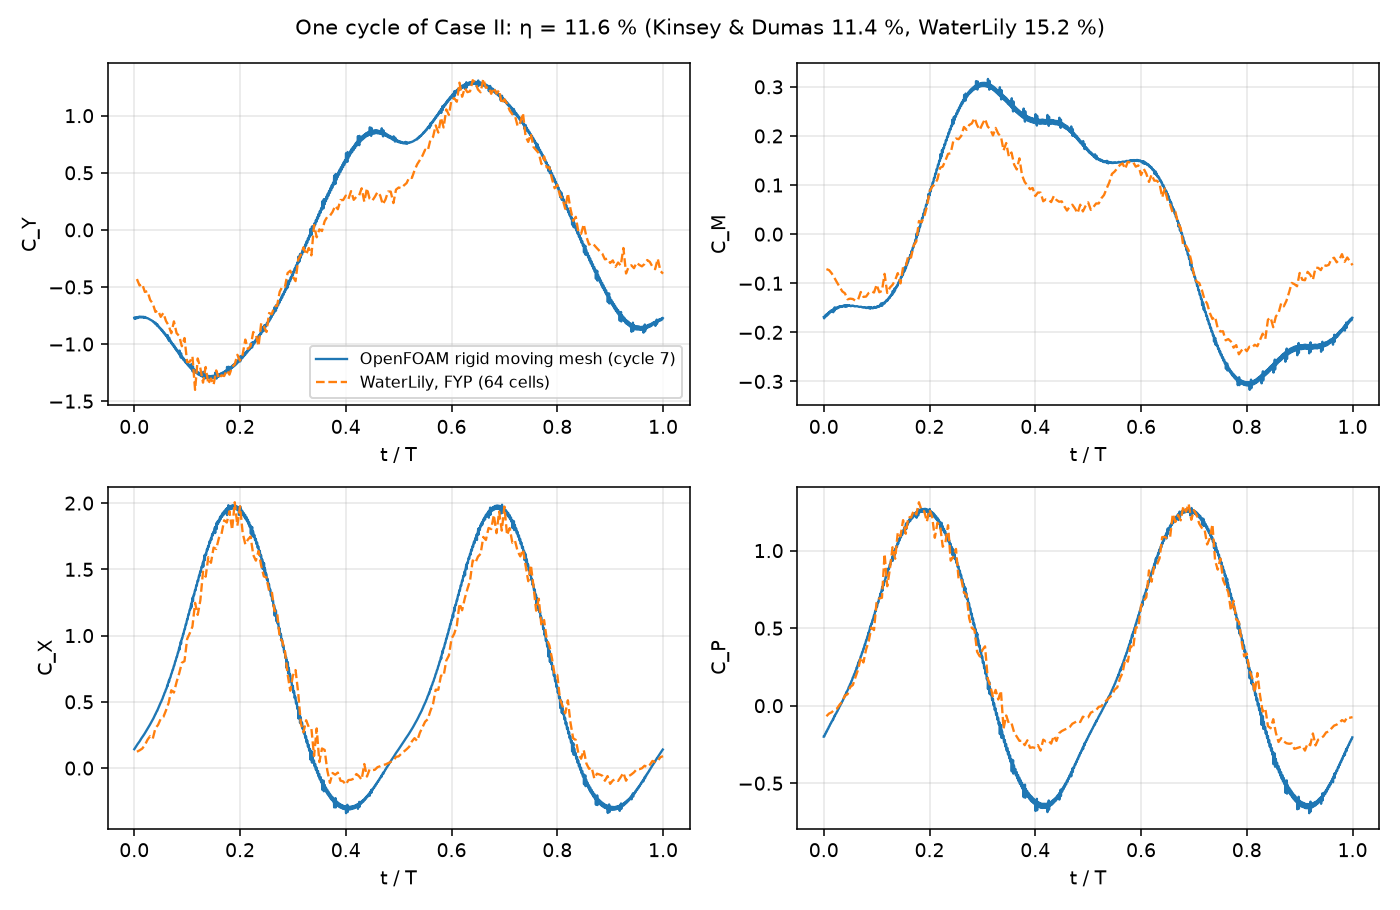 One cycle of Case II: η = 11.6 % (Kinsey & Dumas 11.4 %, WaterLily 15.2 %)
C_Y
1.0
0.5
0.0
−0.5
−1.0
−1.5
OpenFOAM rigid moving mesh (cycle 7)
WaterLily, FYP (64 cells)
0.0 0.2 0.4 0.6 0.8 1.0
t / T
C_M
0.3
0.2
0.1
0.0
−0.1
−0.2
−0.3
0.0 0.2 0.4 0.6 0.8 1.0
t / T
C_X
2.0
1.5
1.0
0.5
0.0
0.0 0.2 0.4 0.6 0.8 1.0
t / T
C_P
1.0
0.5
0.0
−0.5
0.0 0.2 0.4 0.6 0.8 1.0
t / T